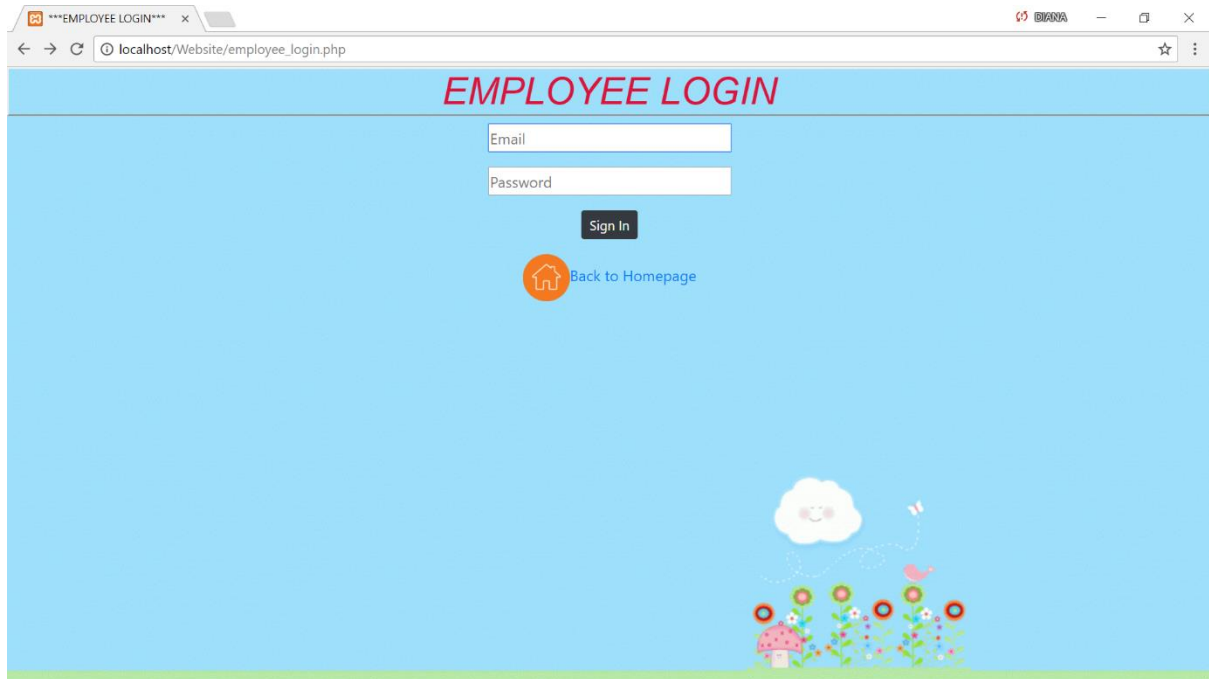 ***EMPLOYEE LOGIN***
DIANA
localhost/Website/employee_login.php
EMPLOYEE LOGIN
Email
Password
Sign In
Back to Homepage